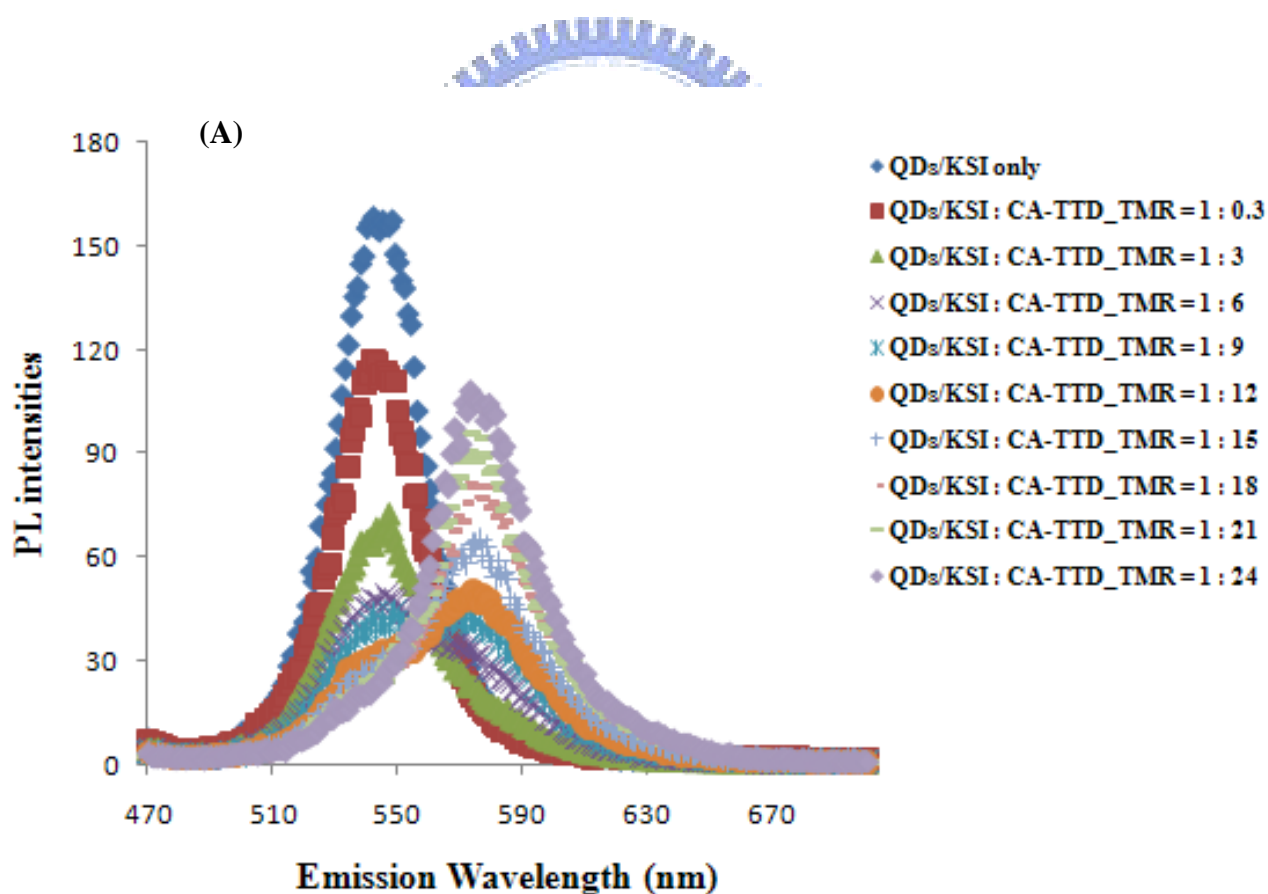 (A)
180
150
120
90
60
30
0
PL intensities
470 510 550 590 630 670
Emission Wavelength (nm)
QDs/KSI only
QDs/KSI : CA-TTD_TMR = 1 : 0.3
QDs/KSI : CA-TTD_TMR = 1 : 3
QDs/KSI : CA-TTD_TMR = 1 : 6
QDs/KSI : CA-TTD_TMR = 1 : 9
QDs/KSI : CA-TTD_TMR = 1 : 12
QDs/KSI : CA-TTD_TMR = 1 : 15
QDs/KSI : CA-TTD_TMR = 1 : 18
QDs/KSI : CA-TTD_TMR = 1 : 21
QDs/KSI : CA-TTD_TMR = 1 : 24